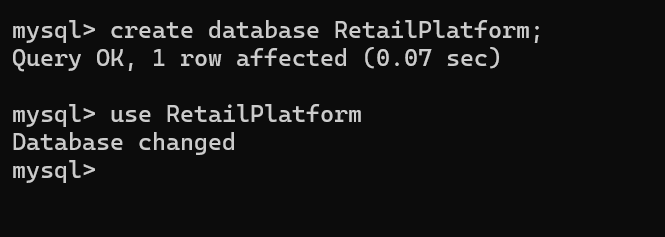 mysql> create database RetailPlatform;
Query OK, 1 row affected (0.07 sec)
mysql> use RetailPlatform
Database changed
mysql>